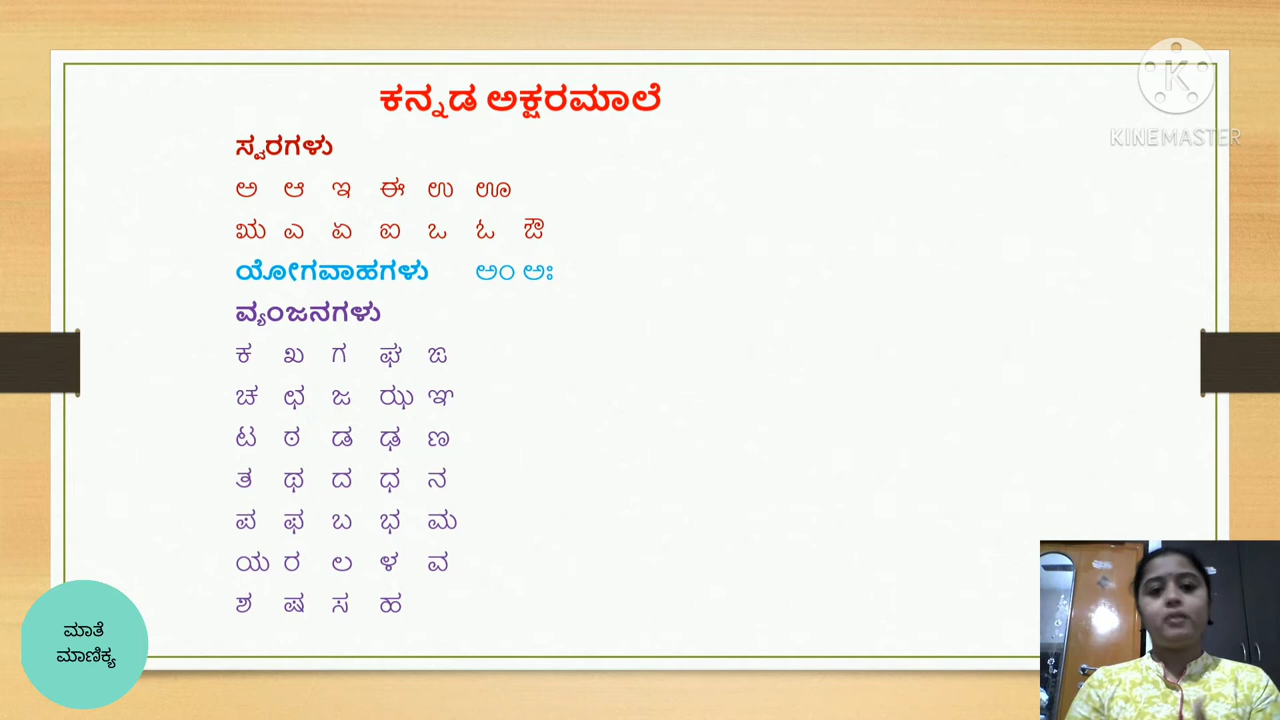 ಕನ್ನಡ ಅಕ್ಷರಮಾಲೆ
ಸ್ವರಗಳು
ಅ ಆ ಇ ಈ ಉ ಊ
ಋ ಎ ಏ ಐ ಒ ಓ ಔ
ಯೋಗವಾಹಗಳು ಅಂ ಅಃ
ವ್ಯಂಜನಗಳು
ಕ ಖ ಗ ಘ ಙ
ಚ ಛ ಜ ಝ ಞ
ಟ ಠ ಡ ಢ ಣ
ತ ಥ ದ ಧ ನ
ಪ ಫ ಬ ಭ ಮ
ಯ ರ ಲ ಳ ವ
ಶ ಷ ಸ ಹ
ಮಾತೆ
ಮಾಣಿಕ್ಯ
K
KINEMASTER